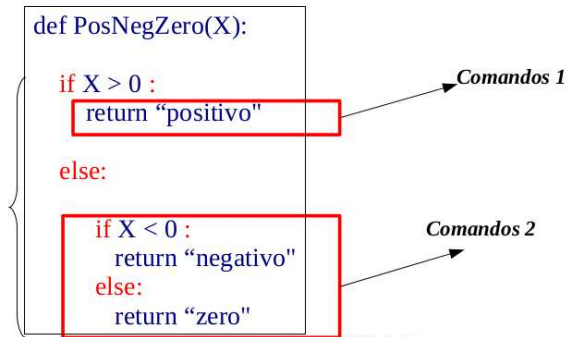 def PosNegZero(X):
if X > 0 :
Comandos 1
return “positivo"
else:
if X < 0 :
Comandos 2
return “negativo"
else:
return “zero"